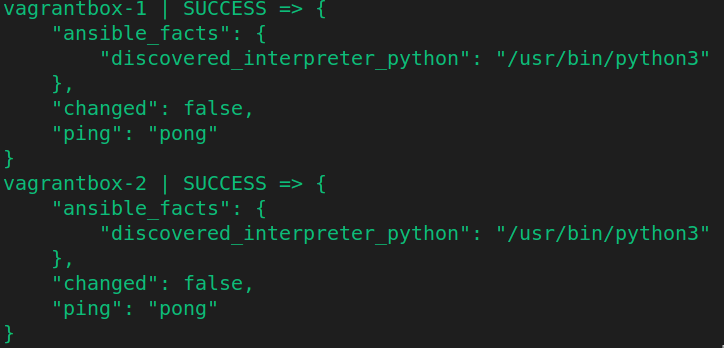 vagrantbox-1 | SUCCESS => {
    "ansible_facts": {
        "discovered_interpreter_python": "/usr/bin/python3"
    },
    "changed": false,
    "ping": "pong"
}
vagrantbox-2 | SUCCESS => {
    "ansible_facts": {
        "discovered_interpreter_python": "/usr/bin/python3"
    },
    "changed": false,
    "ping": "pong"
}